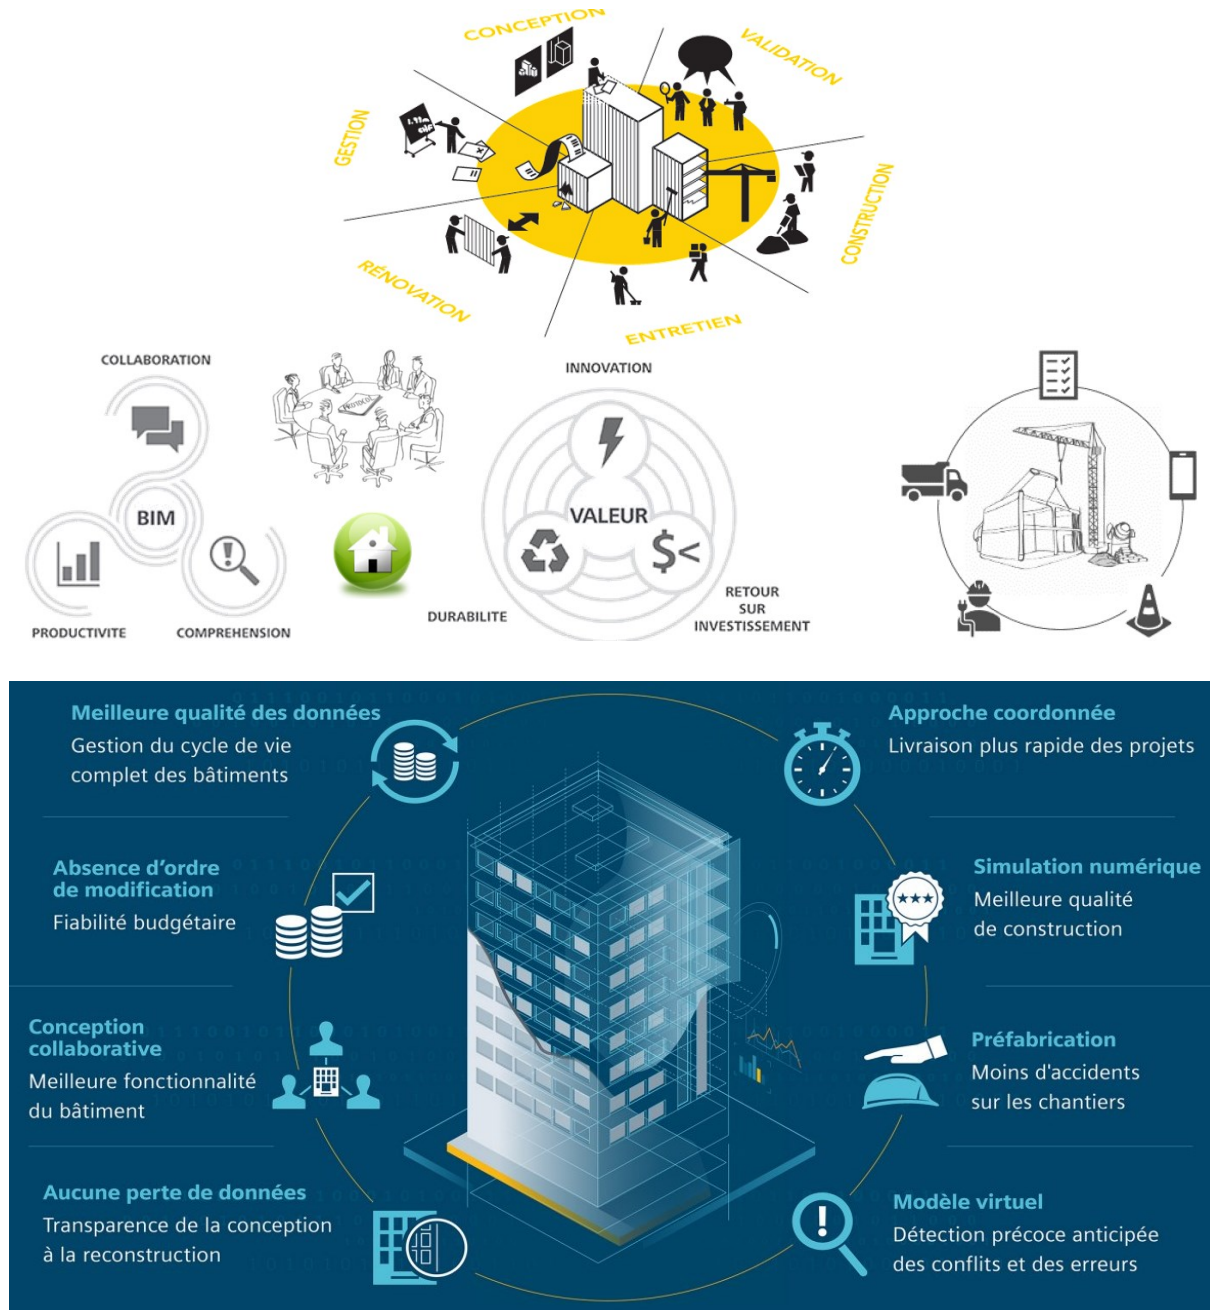 CONCEPTION
VALIDATION
GESTION
CONSTRUCTION
RÉNOVATION
ENTRETIEN
COLLABORATION
BIM
PRODUCTIVITE
COMPREHENSION
PROTOCOL
INNOVATION
VALEUR
$<
DURABILITE
RETOUR
SUR
INVESTISSEMENT
Meilleure qualité des données
Gestion du cycle de vie
complet des bâtiments
Absence d'ordre
de modification
Fiabilité budgétaire
Conception
collaborative
Meilleure fonctionnalité
du bâtiment
Aucune perte de données
Transparence de la conception
à la reconstruction
Approche coordonnée
Livraison plus rapide des projets
Simulation numérique
Meilleure qualité
de construction
Préfabrication
Moins d'accidents
sur les chantiers
Modèle virtuel
Détection précoce anticipée
des conflits et des erreurs